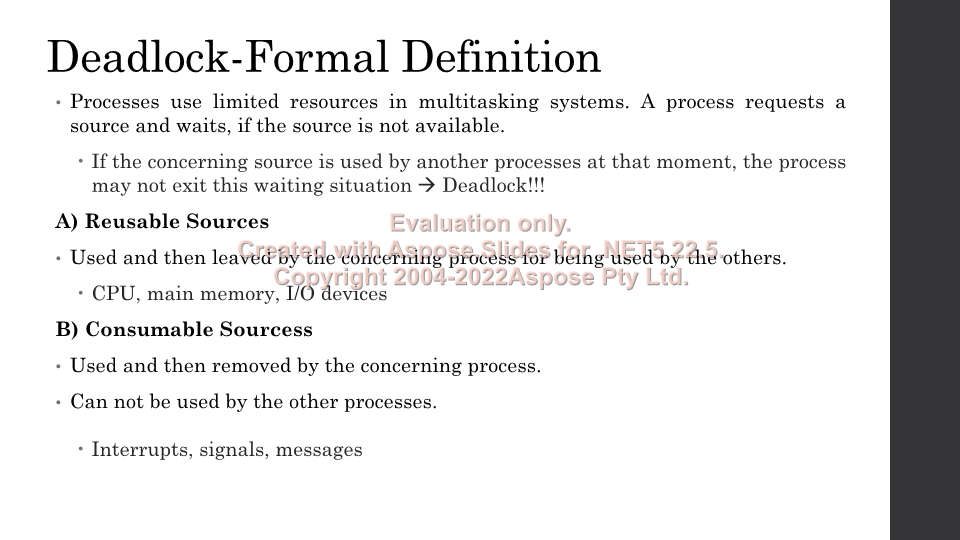 Deadlock-Formal Definition
• Processes use limited resources in multitasking systems. A process requests a
source and waits, if the source is not available.
• If the concerning source is used by another processes at that moment, the process
may not exit this waiting situation → Deadlock!!!
A) Reusable Sources
Evaluation only.
Created with Aspose.Slides for .NET5 22.5.
• Used and then leaved by the concerning process for being used by the others.
Copyright 2004-2022Aspose Pty Ltd.
• CPU, main memory, I/O devices
B) Consumable Sourcess
• Used and then removed by the concerning process.
• Can not be used by the other processes.
• Interrupts, signals, messages